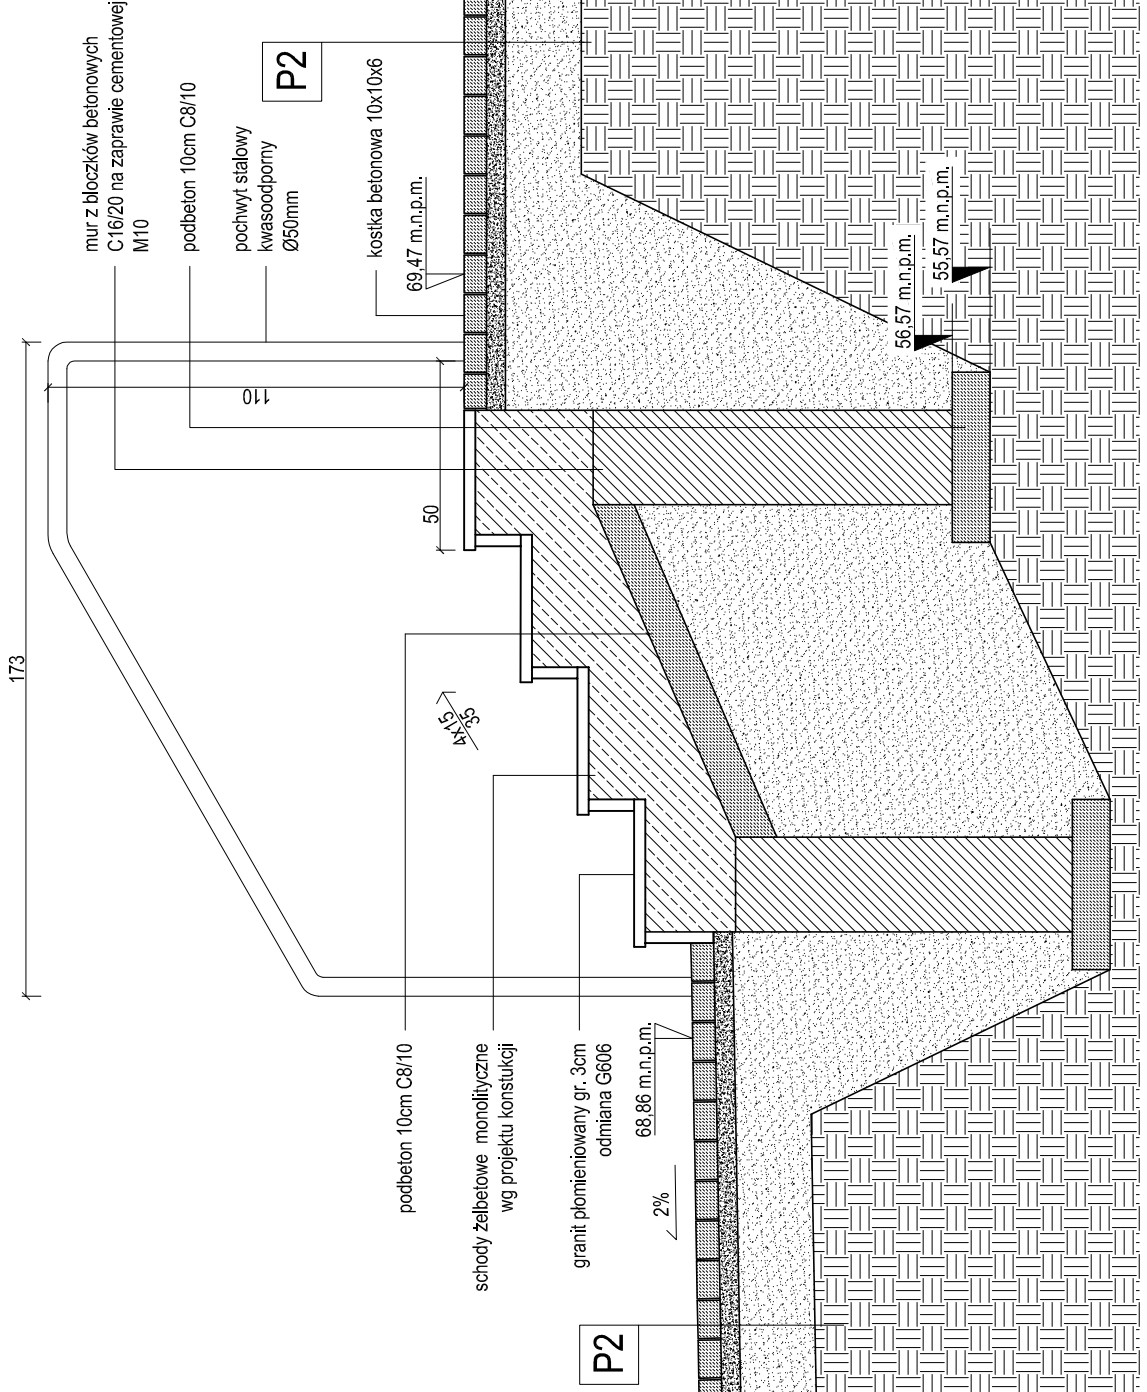 173
110
50
4x15
35
podbeton 10cm C8/10
schody żelbetowe monolityczne
wg projektu konstukcji
granit płomieniowany gr. 3cm
odmiana G606
68,86 m.n.p.m.
2%
P2
mur z bloczków betonowych
C16/20 na zaprawie cementowej
M10
podbeton 10cm C8/10
pochwyt stalowy
kwasoodporny
Ø50mm
P2
kostka betonowa 10x10x6
69,47 m.n.p.m.
56,57 m.n.p.m.
55,57 m.n.p.m.